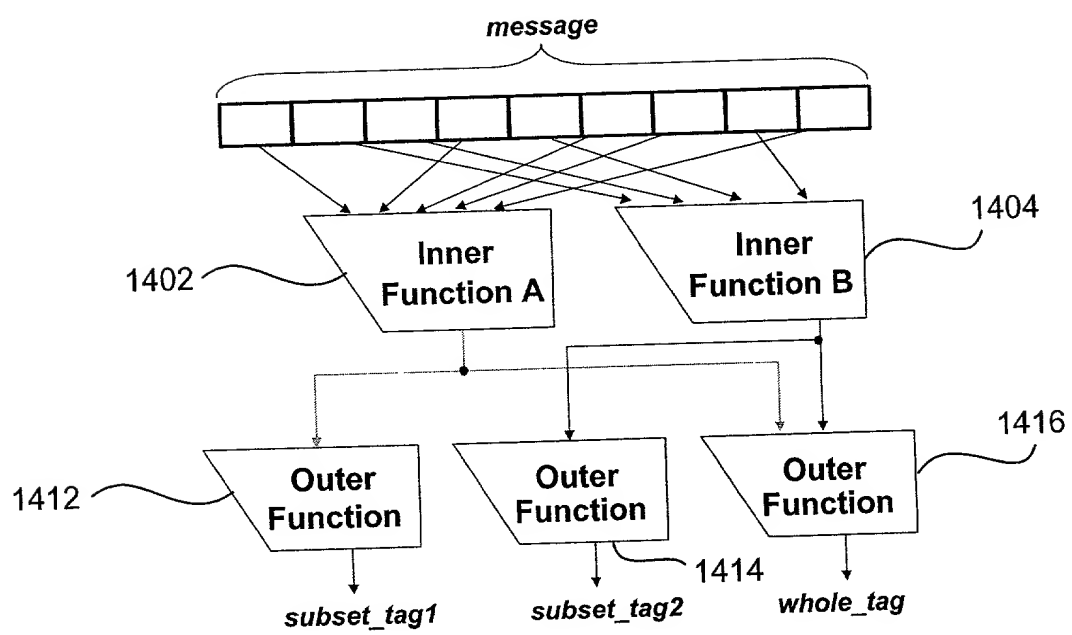 message
1404
Inner
Function A
Inner
Function B
1402
1416
Outer
Function
Outer
Function
Outer
Function
1412
1414
subset_tag1
subset_tag2
whole_tag